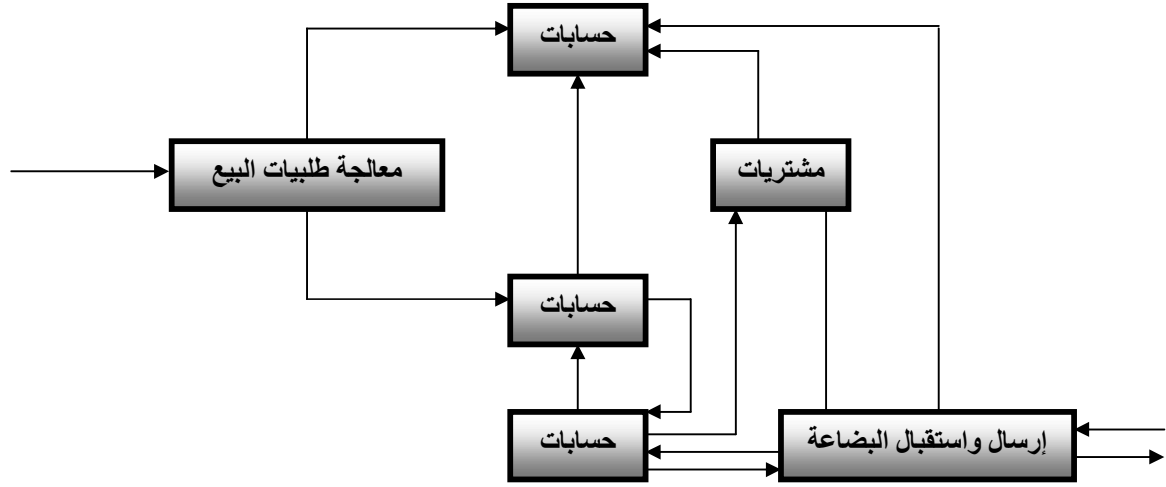 حسابات
معالجة طلبيات البيع
مشتريات
حسابات
حسابات
إرسال واستقبال البضاعة